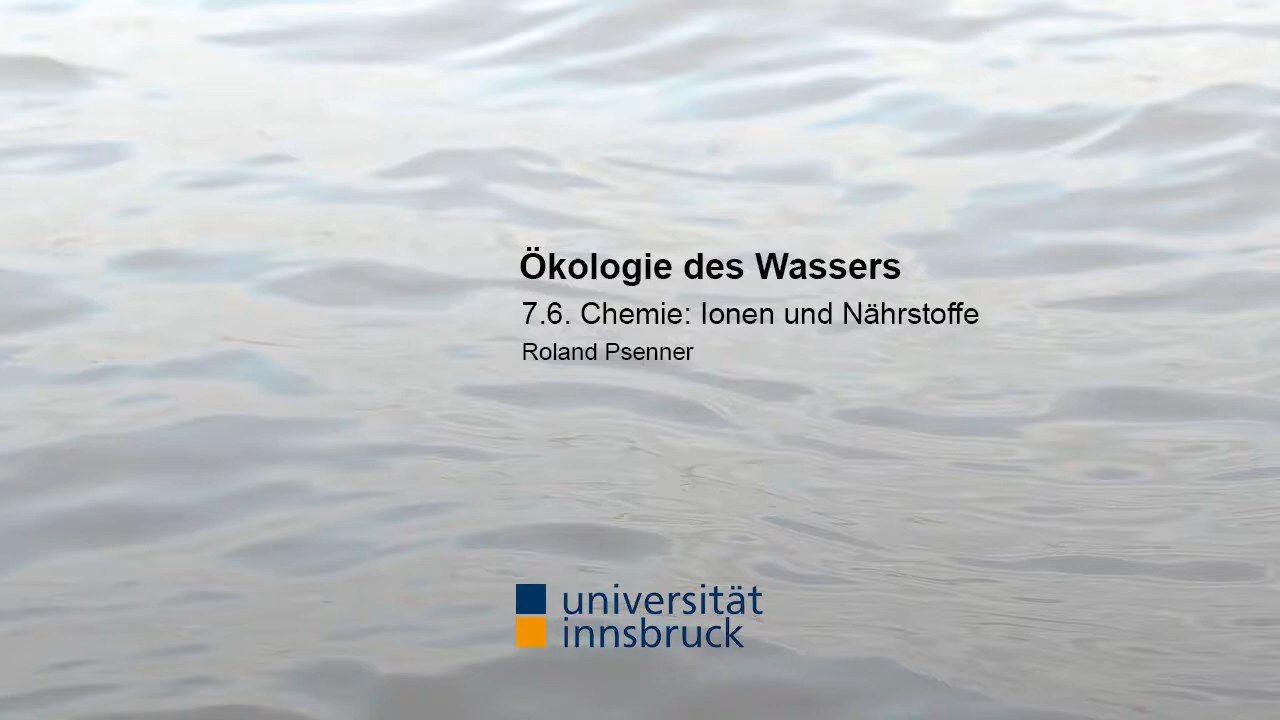 Ökologie des Wassers
7.6. Chemie: Ionen und Nährstoffe
Roland Psenner
universität
innsbruck